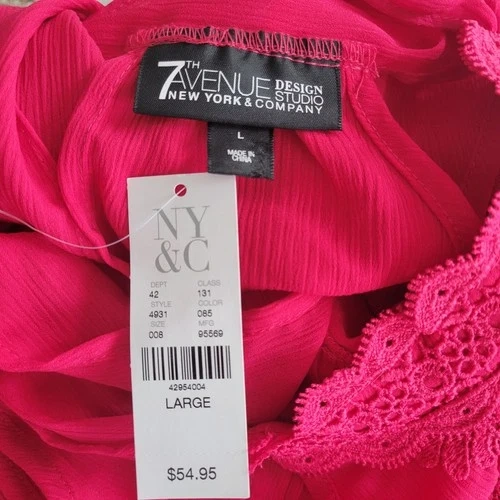 7TH AVENUE DESIGN STUDIO
NEW YORK & COMPANY
L
MADE IN
CHINA
NY
&C
DEPT CLASS
42 131
STYLE COLOR
4931 085
SIZE MFG
008 95569
42954004
LARGE
$54.95